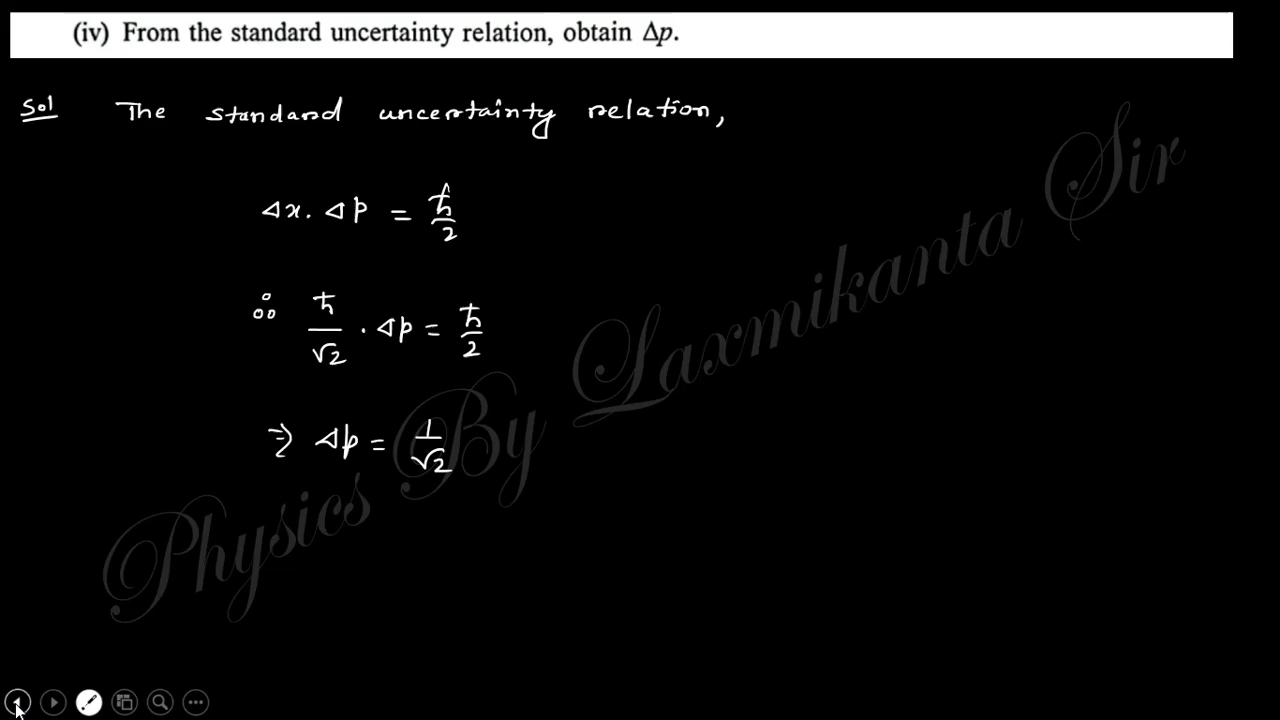 (iv) From the standard uncertainty relation, obtain Δp.
Sol The standard uncertainty relation,
Δx. Δp = ħ/2
∴ ħ/√2 · Δp = ħ/2
⇒ Δp = 1/√2
Physics By Laxmikanta Sir